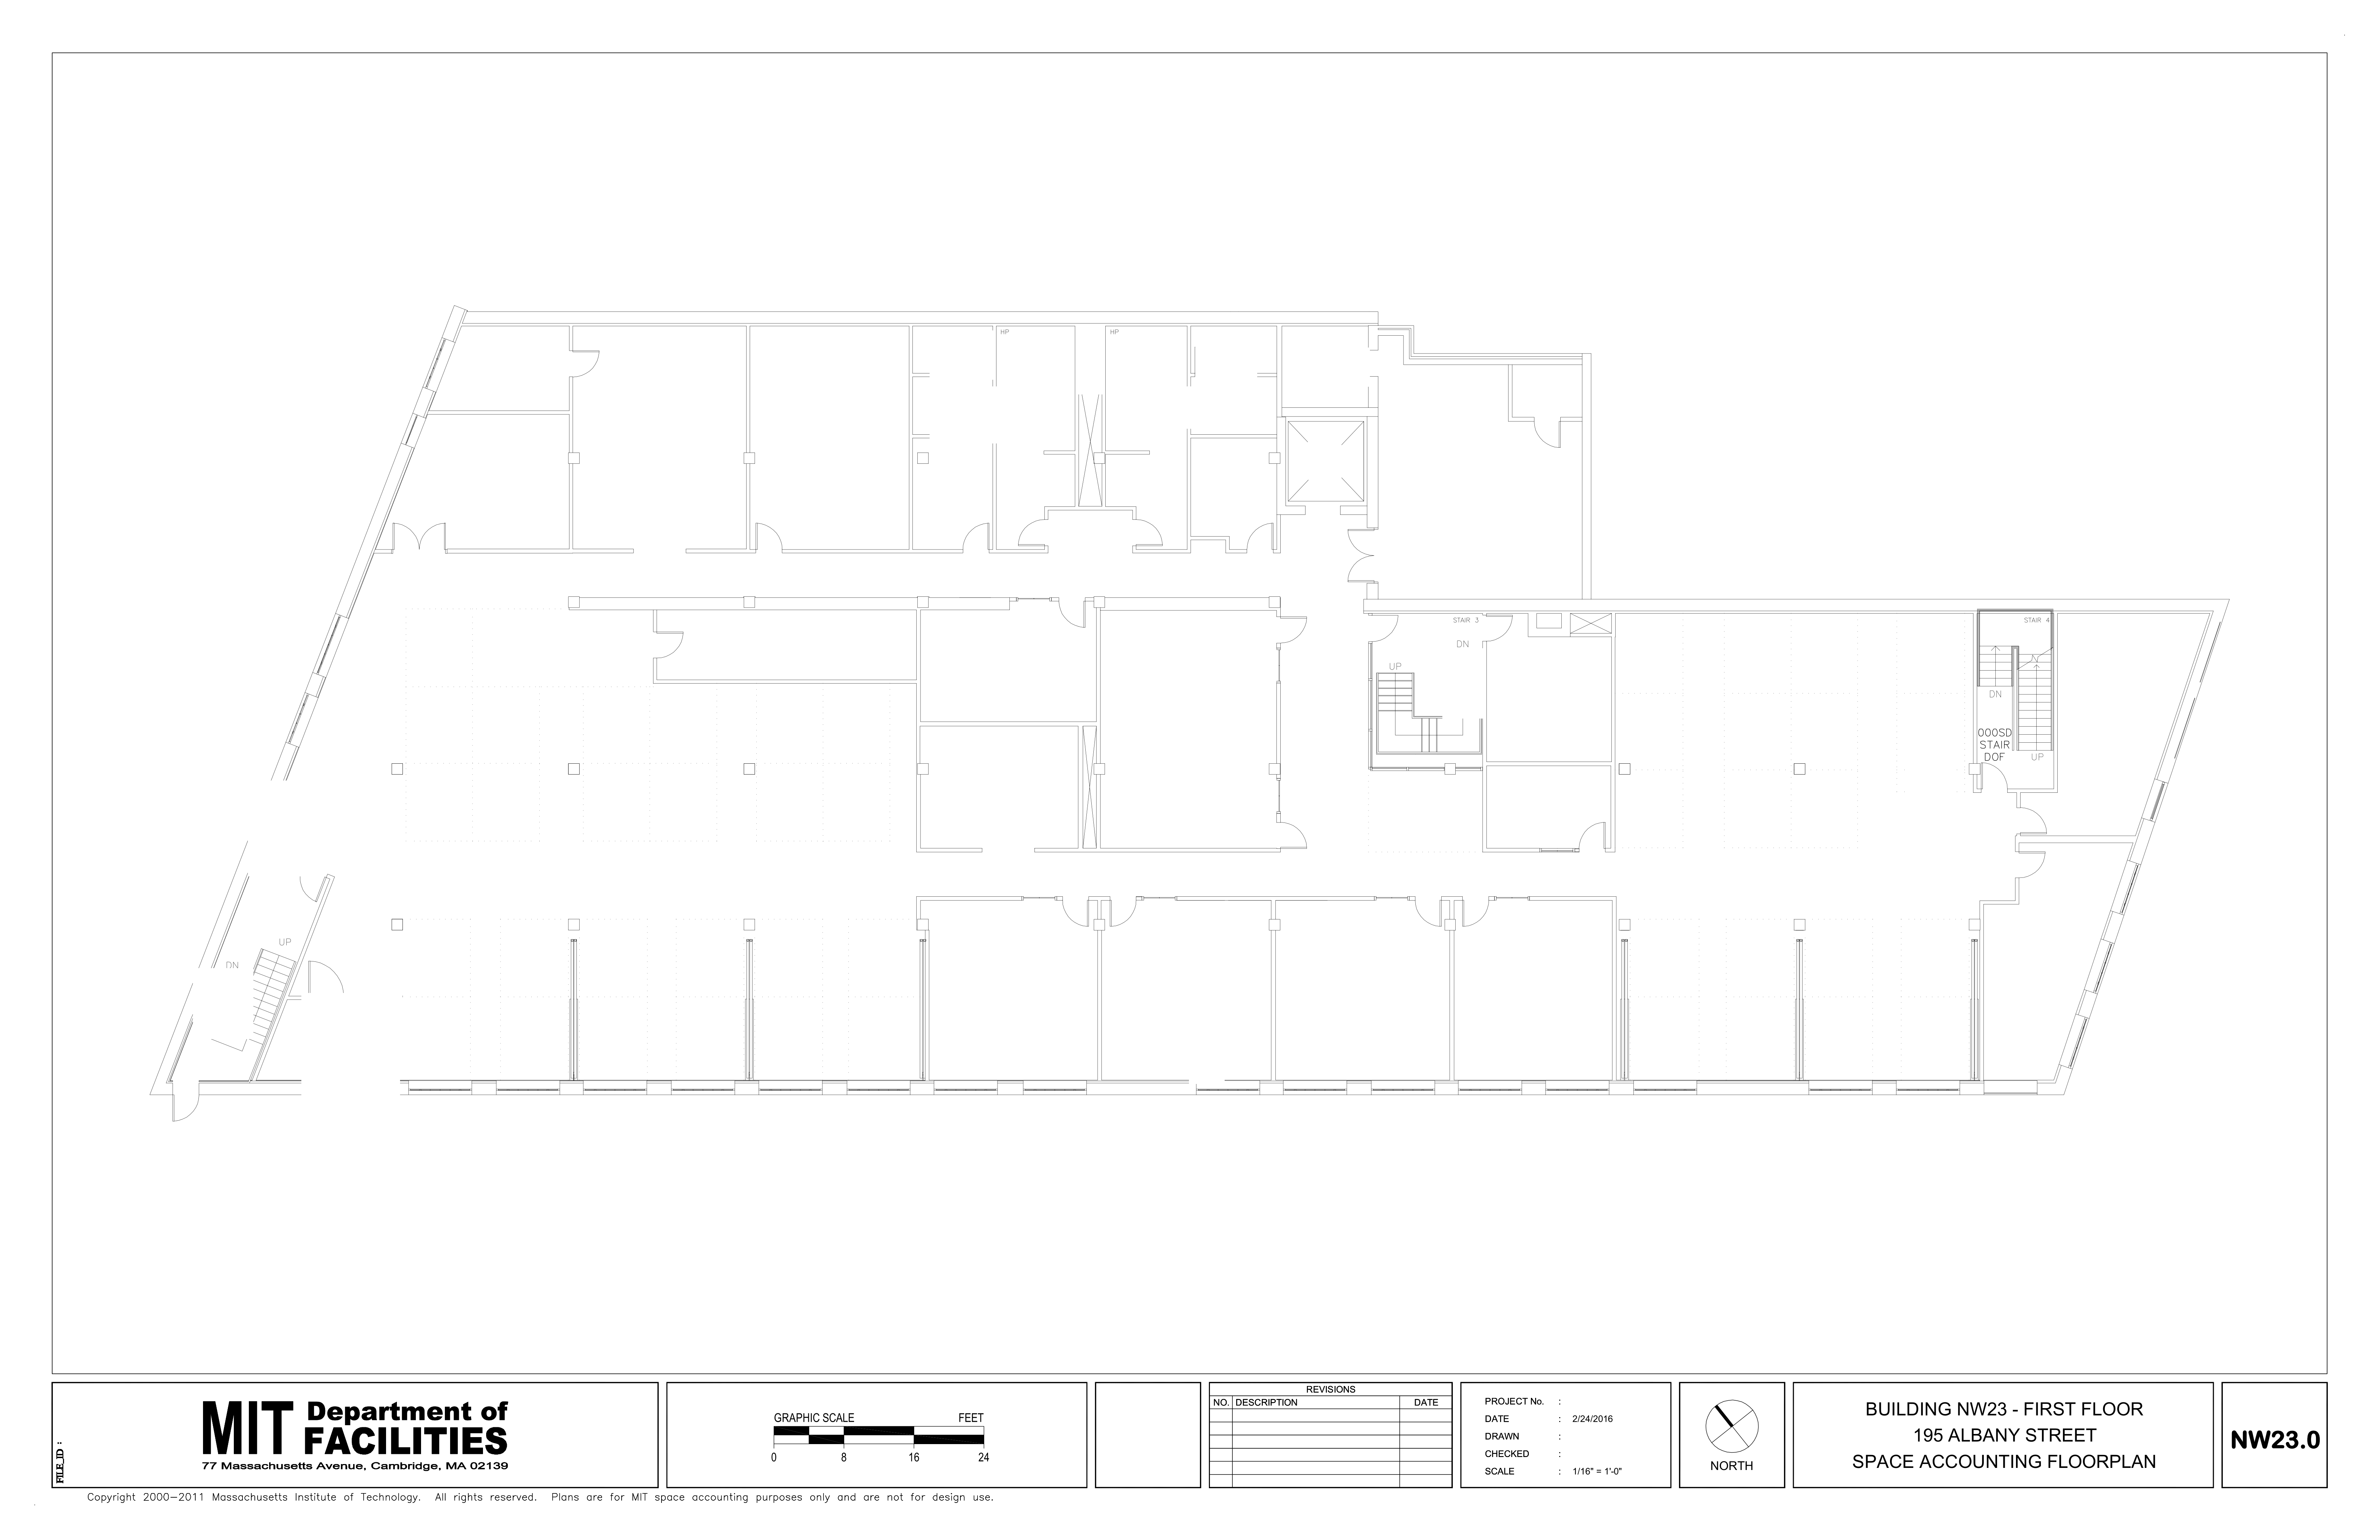 HP
HP
STAIR 3
DN
UP
STAIR 4
DN
000SD
STAIR
DOF
UP
UP
DN
MIT Department of
FACILITIES
77 Massachusetts Avenue, Cambridge, MA 02139
FILE_ID :
GRAPHIC SCALE FEET
0 8 16 24
REVISIONS
NO. DESCRIPTION DATE
PROJECT No. :
DATE : 2/24/2016
DRAWN :
CHECKED :
SCALE : 1/16" = 1'-0"
NORTH
BUILDING NW23 - FIRST FLOOR
195 ALBANY STREET
SPACE ACCOUNTING FLOORPLAN
NW23.0
Copyright 2000-2011 Massachusetts Institute of Technology. All rights reserved. Plans are for MIT space accounting purposes only and are not for design use.